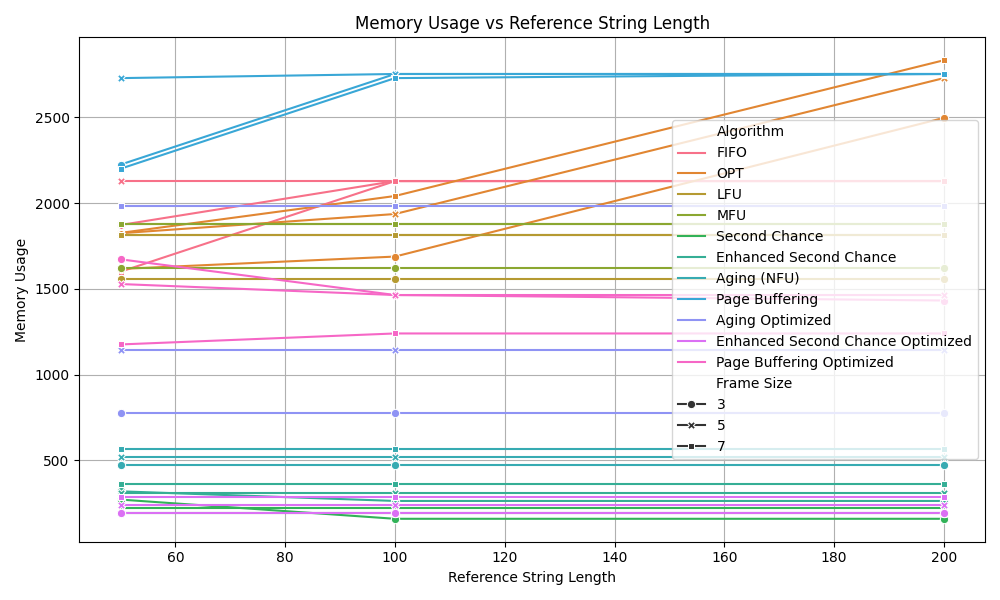 Memory Usage vs Reference String Length
Memory Usage
2500
2000
1500
1000
500
60
80
100
120
140
160
180
200
Reference String Length
Algorithm
FIFO
OPT
LFU
MFU
Second Chance
Enhanced Second Chance
Aging (NFU)
Page Buffering
Aging Optimized
Enhanced Second Chance Optimized
Page Buffering Optimized
Frame Size
3
5
7